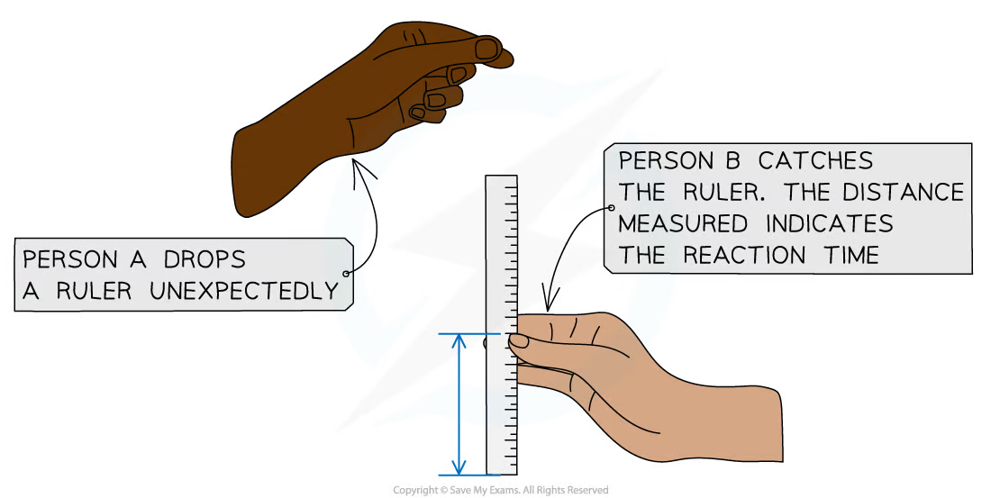 PERSON B CATCHES
THE RULER. THE DISTANCE
MEASURED INDICATES
THE REACTION TIME
PERSON A DROPS
A RULER UNEXPECTEDLY
Copyright © Save My Exams. All Rights Reserved